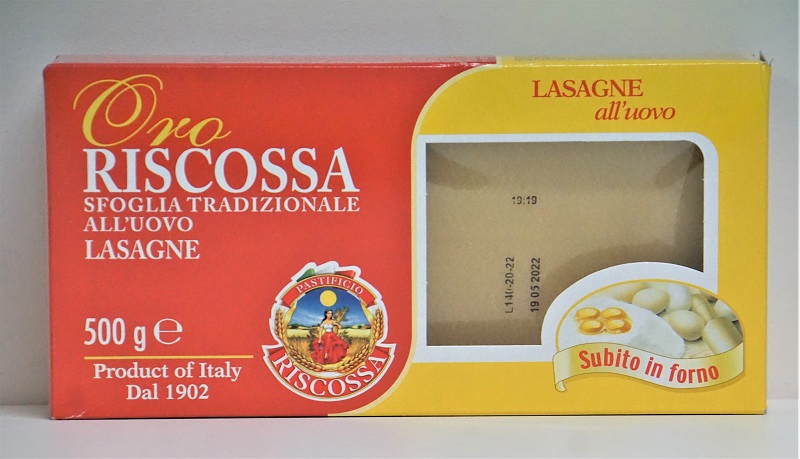 Oro
RISCOSSA
SFOGLIA TRADIZIONALE
ALL'UOVO
LASAGNE
500 g ℮
Product of Italy
Dal 1902
PASTIFICIO
RISCOSSA
LASAGNE
all'uovo
19:19
L140-20-22
19 05 2022
Subito in forno